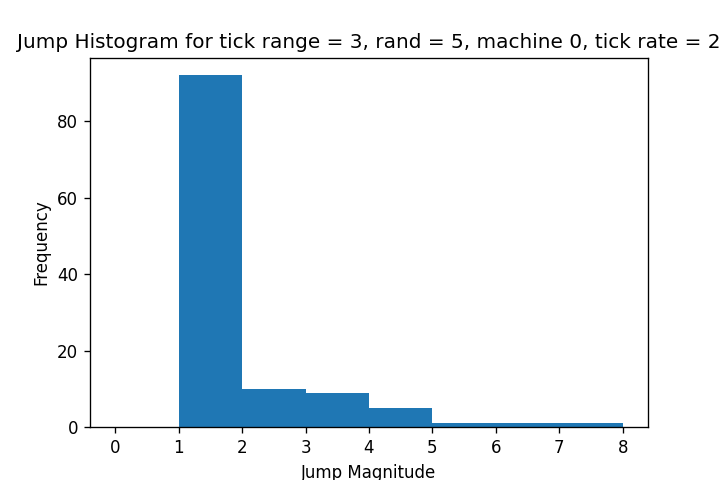 Jump Histogram for tick range = 3, rand = 5, machine 0, tick rate = 2
80
60
40
20
0
Frequency
0 1 2 3 4 5 6 7 8
Jump Magnitude